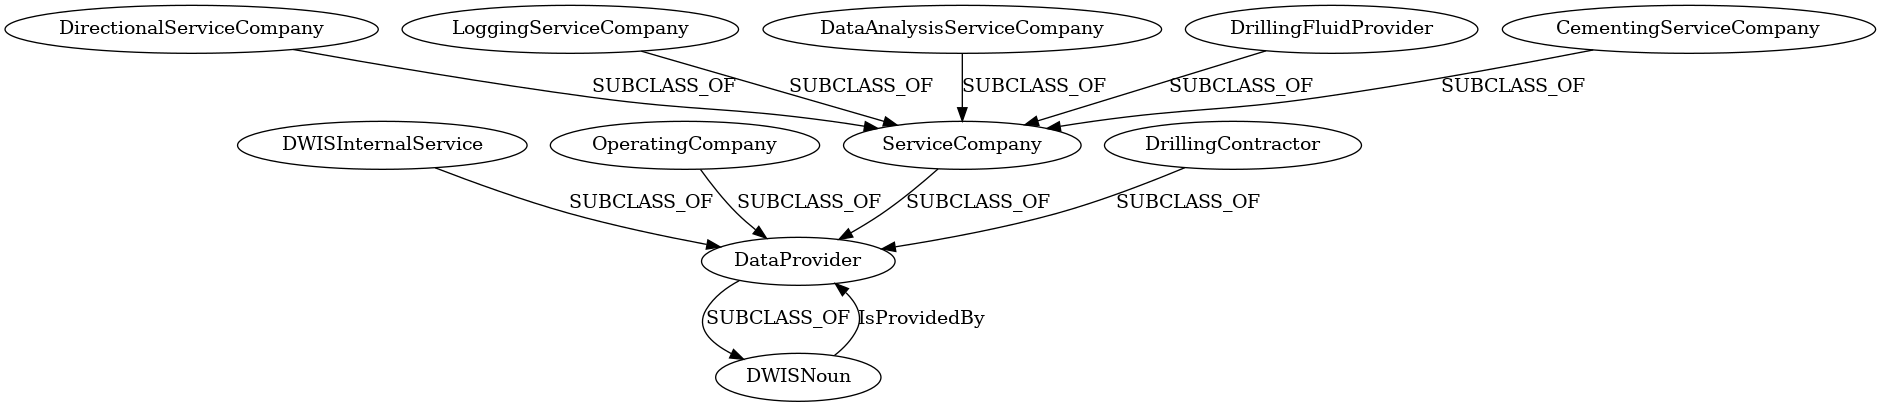 DirectionalServiceCompany LoggingServiceCompany DataAnalysisServiceCompany DrillingFluidProvider CementingServiceCompany
SUBCLASS_OF SUBCLASS_OF SUBCLASS_OF SUBCLASS_OF SUBCLASS_OF
DWISInternalService OperatingCompany ServiceCompany DrillingContractor
SUBCLASS_OF SUBCLASS_OF SUBCLASS_OF SUBCLASS_OF
DataProvider
SUBCLASS_OF IsProvidedBy
DWISNoun